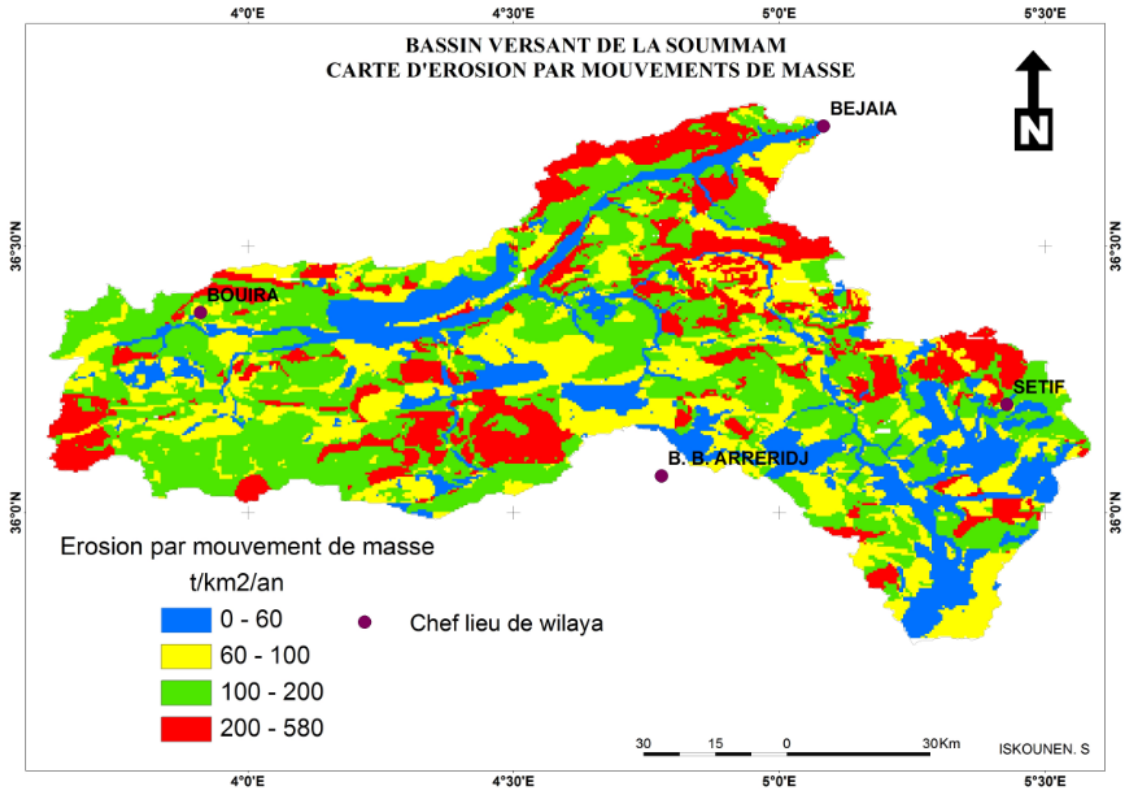 4°0'E 4°30'E 5°0'E 5°30'E
BASSIN VERSANT DE LA SOUMMAM
CARTE D'EROSION PAR MOUVEMENTS DE MASSE
BEJAIA
N
36°30'N 36°30'N
BOUIRA
SETIF
B. B. ARRERIDJ
36°0'N 36°0'N
Erosion par mouvement de masse
t/km2/an
0 - 60
Chef lieu de wilaya
60 - 100
100 - 200
200 - 580
30 15 0 30 Km
ISKOUNEN. S
4°0'E 4°30'E 5°0'E 5°30'E